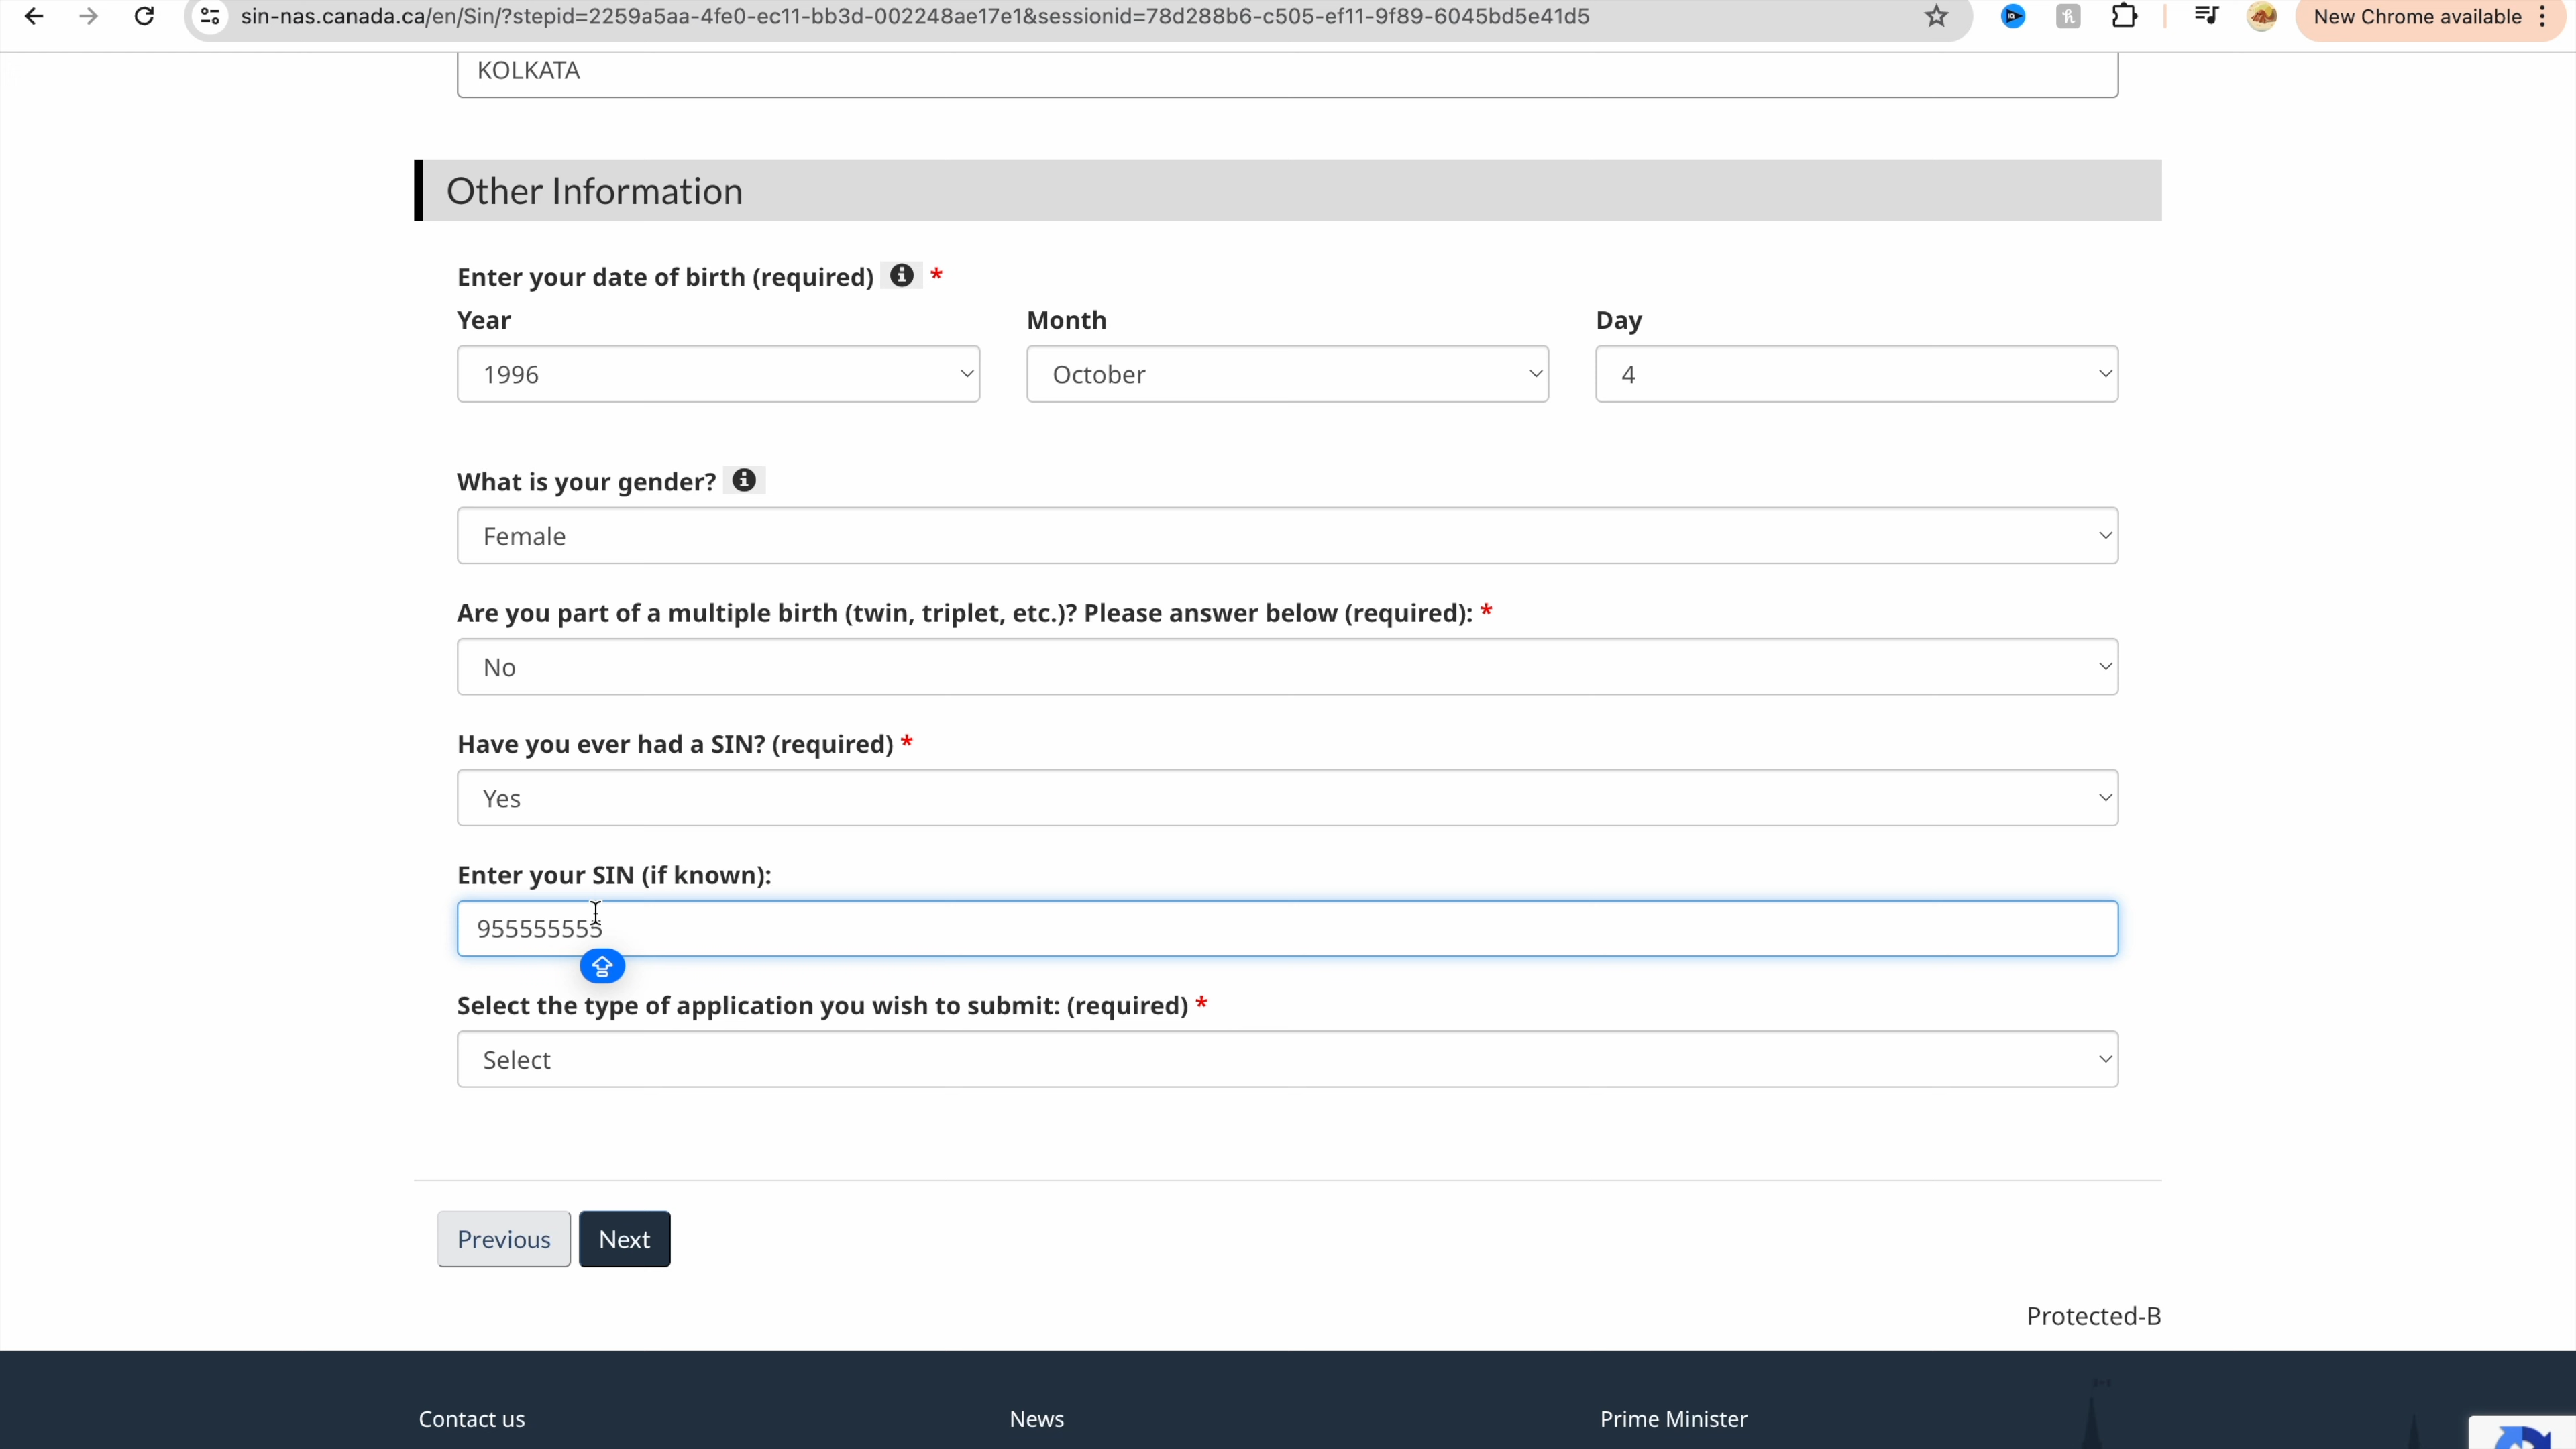 sin-nas.canada.ca/en/Sin/?stepid=2259a5aa-4fe0-ec11-bb3d-002248ae17e1&sessionid=78d288b6-c505-ef11-9f89-6045bd5e41d5
New Chrome available
KOLKATA
Other Information
Enter your date of birth (required) *
Year Month Day
1996 October 4
What is your gender?
Female
Are you part of a multiple birth (twin, triplet, etc.)? Please answer below (required): *
No
Have you ever had a SIN? (required) *
Yes
Enter your SIN (if known):
955555555
Select the type of application you wish to submit: (required) *
Select
Previous Next
Protected-B
Contact us News Prime Minister